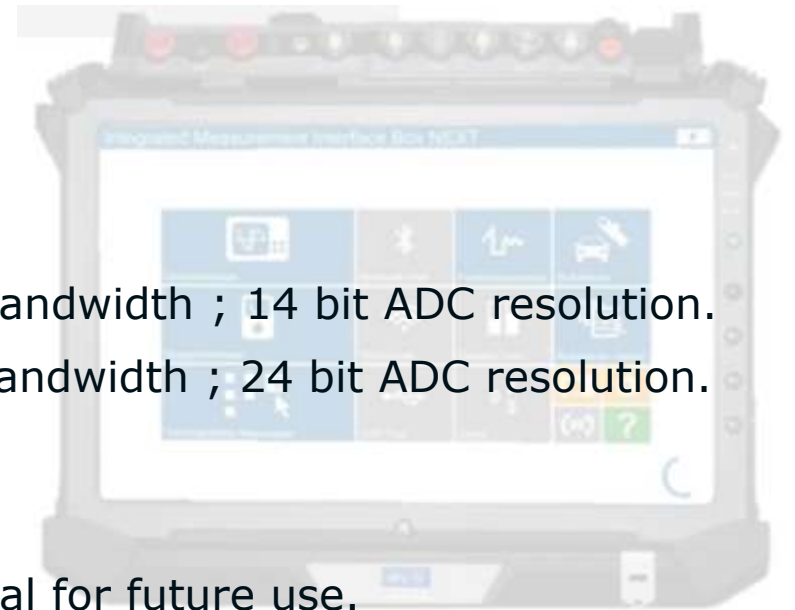 Integrated Measurement Interface Box NEXT
andwidth ; 14 bit ADC resolution.
andwidth ; 24 bit ADC resolution.
al for future use.